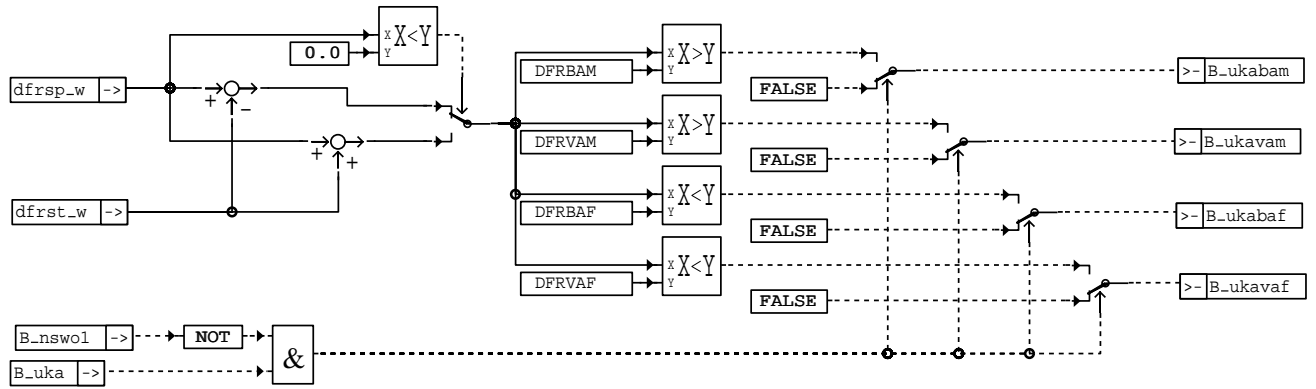 X<Y
X
Y
0.0
dfrsp_w ->
+
−
+
+
dfrst_w ->
X>Y
X
Y
DFRBAM
FALSE
>- B_ukabam
X>Y
X
Y
DFRVAM
FALSE
>- B_ukavam
X<Y
X
Y
DFRBAF
FALSE
>- B_ukabaf
X<Y
X
Y
DFRVAF
FALSE
>- B_ukavaf
B_nswo1 ->
NOT
&
B_uka ->